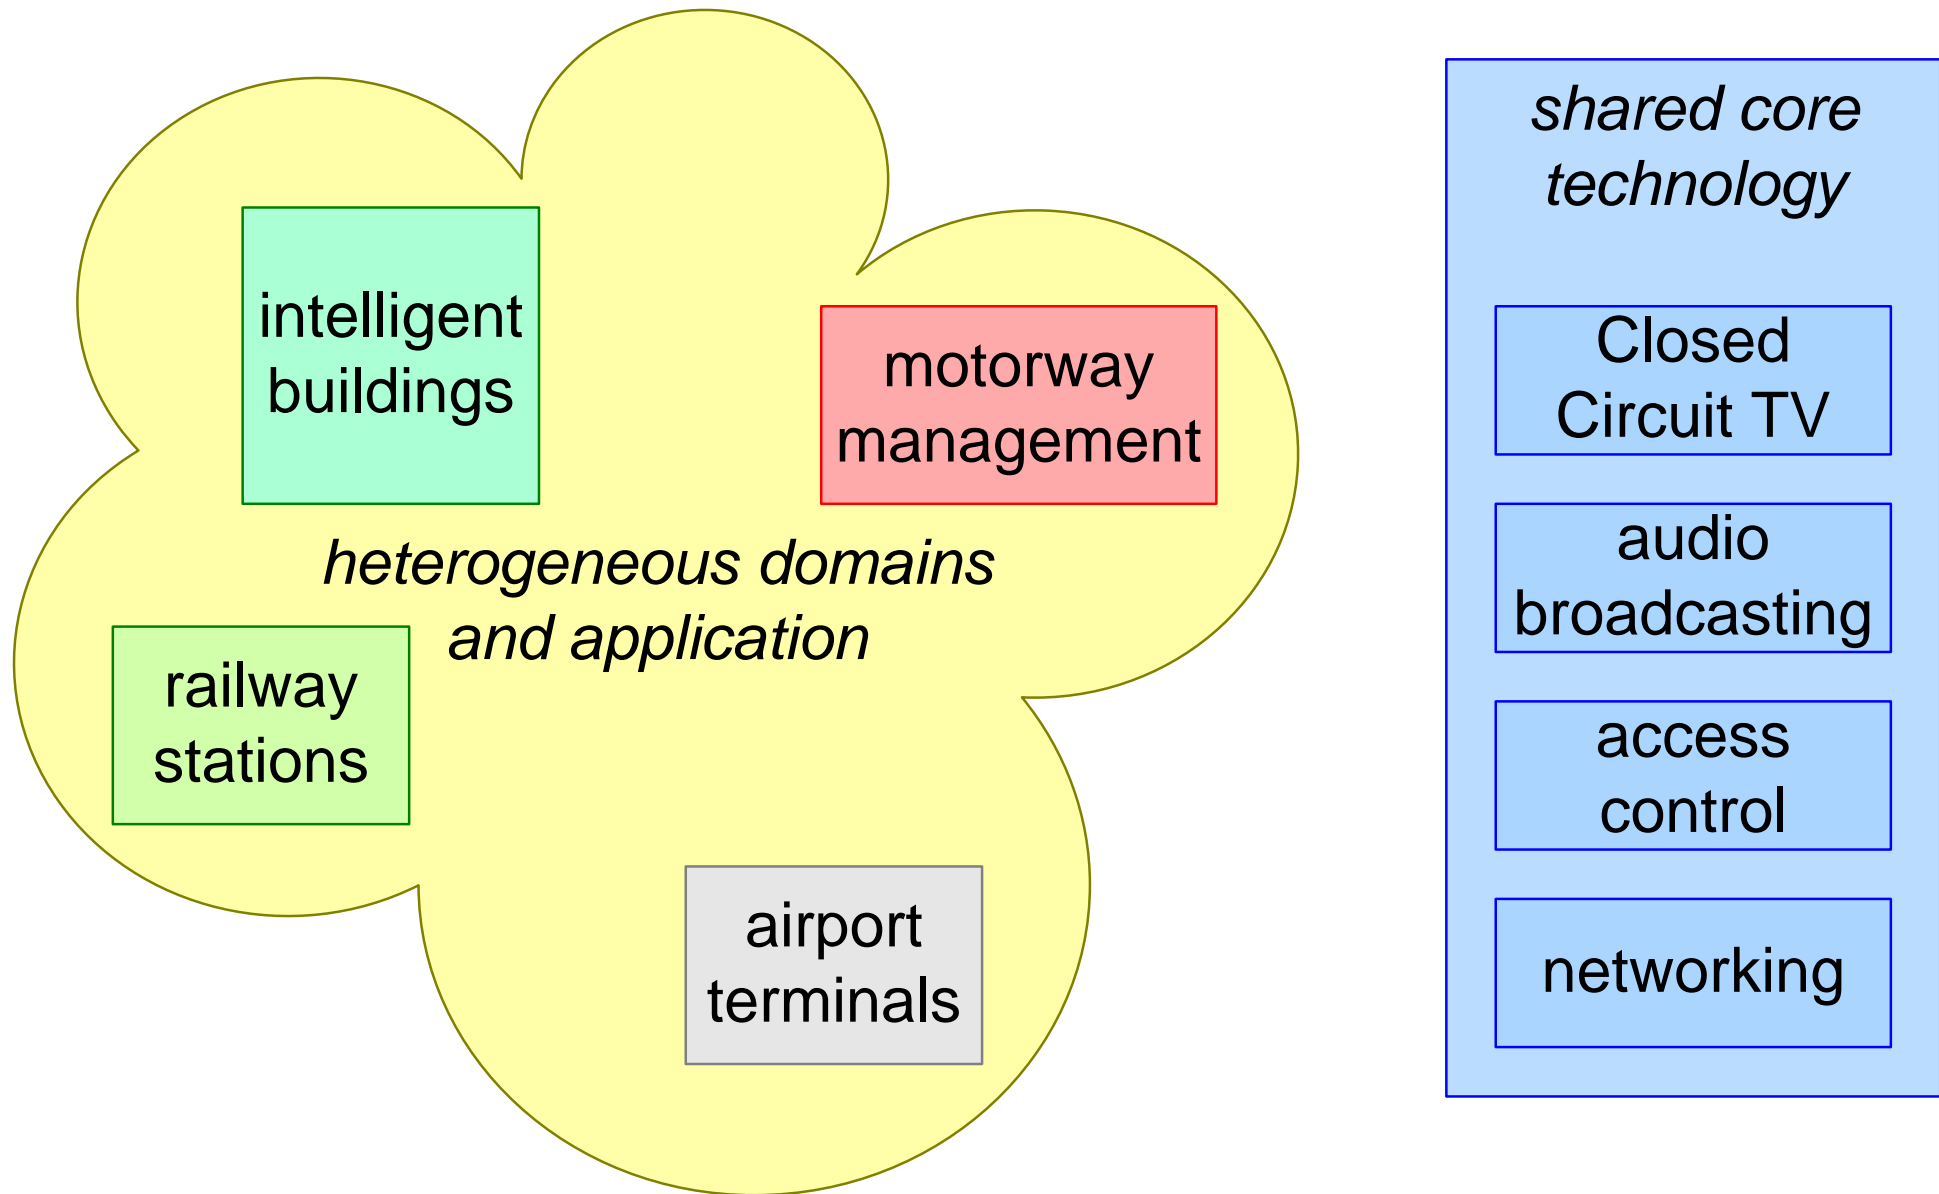 intelligent
buildings
motorway
management
heterogeneous domains
and application
railway
stations
airport
terminals
shared core
technology
Closed
Circuit TV
audio
broadcasting
access
control
networking